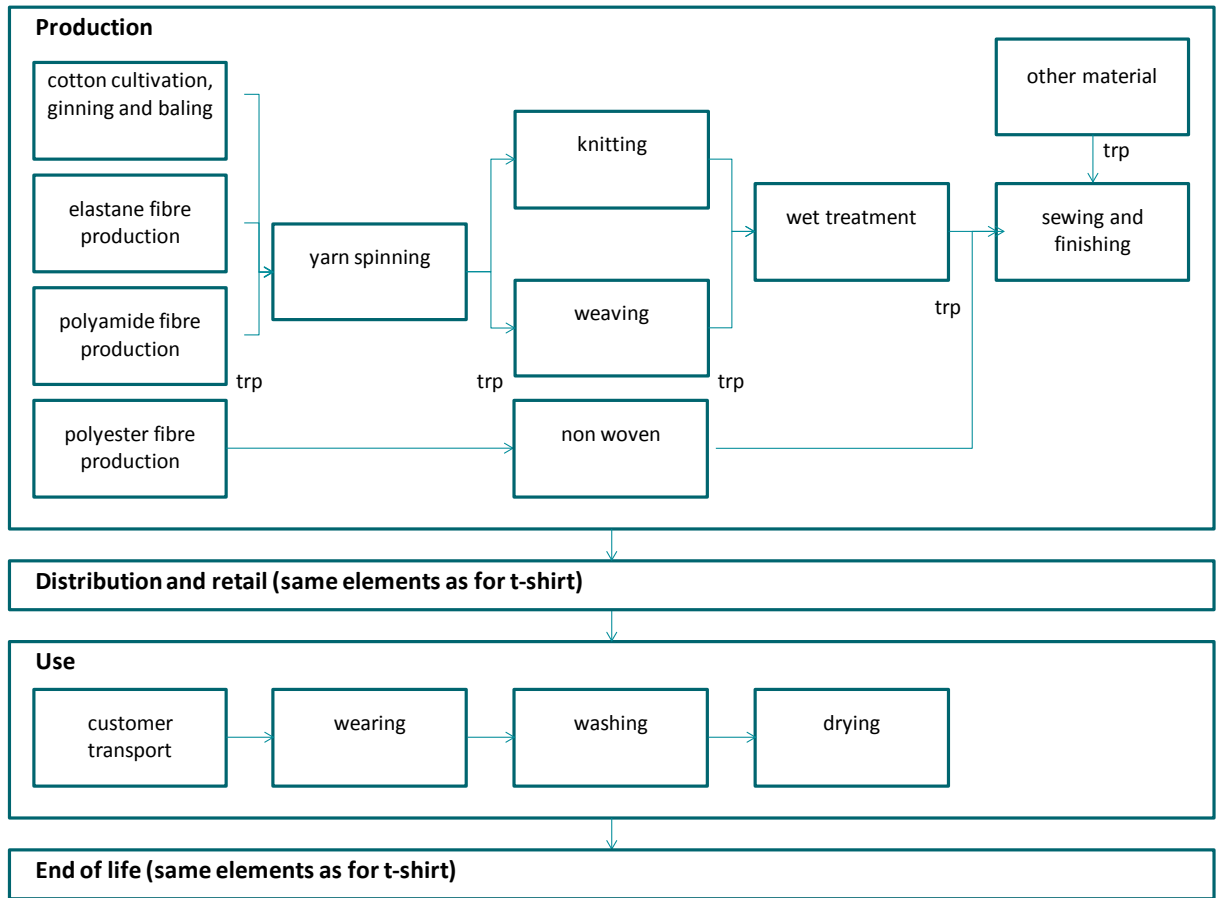 Production
cotton cultivation,
ginning and baling
other material
knitting
trp
elastane fibre
production
wet treatment
sewing and
finishing
yarn spinning
polyamide fibre
production
weaving
trp
trp
trp
trp
polyester fibre
production
non woven
Distribution and retail (same elements as for t-shirt)
Use
customer
transport
wearing
washing
drying
End of life (same elements as for t-shirt)